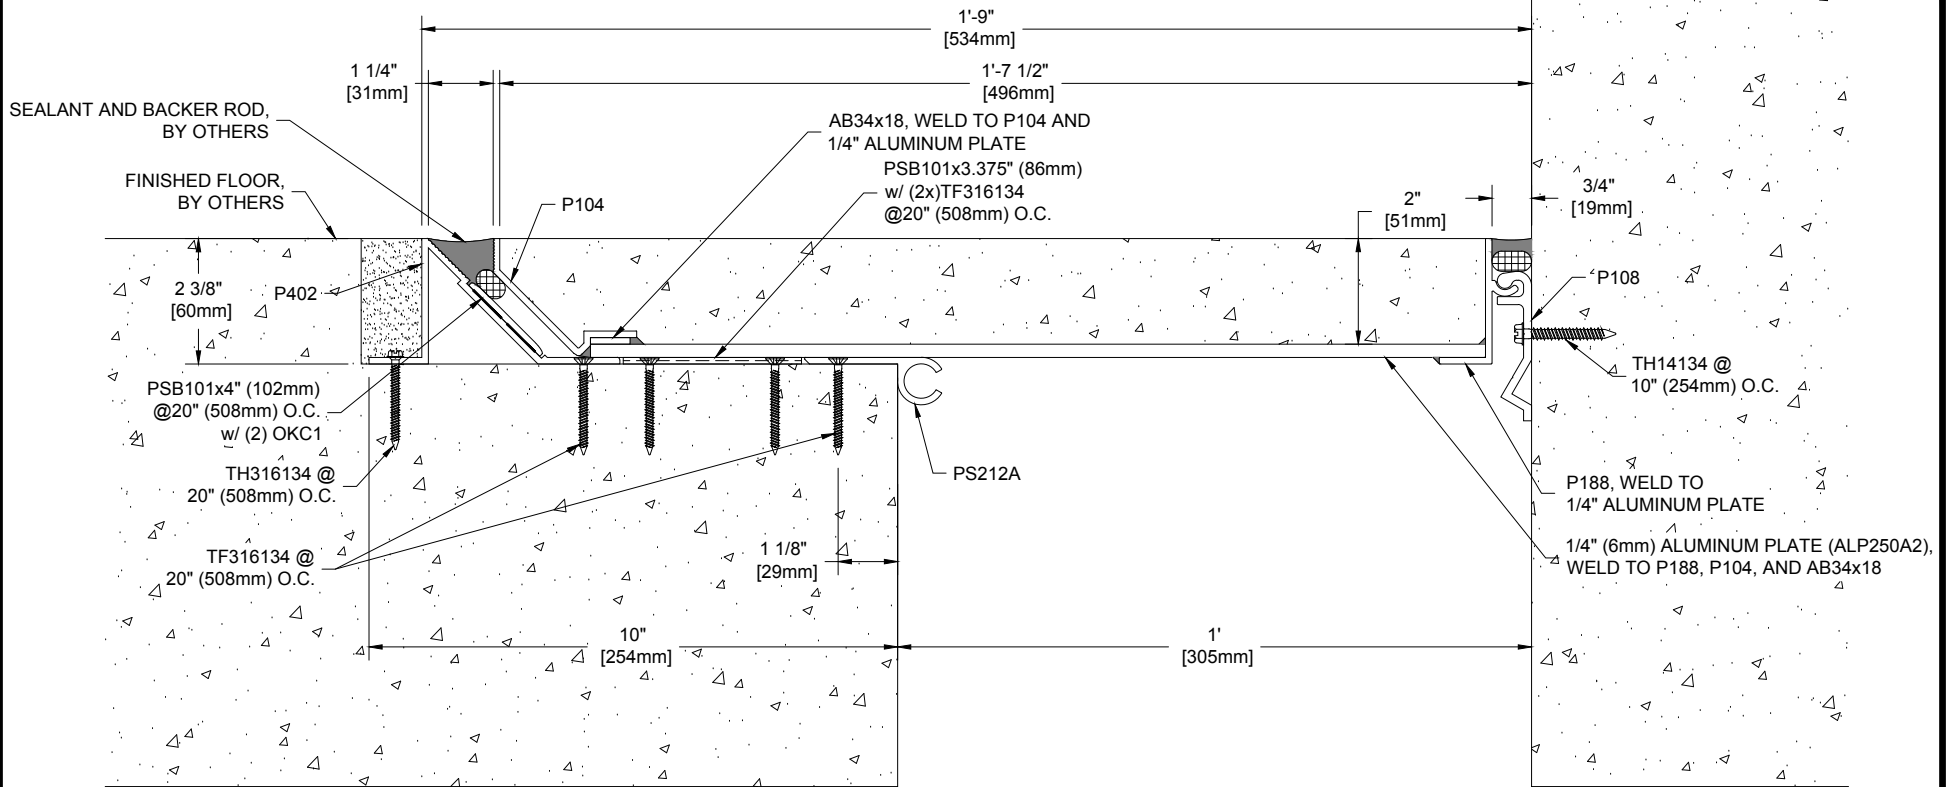 1'-9"
[534mm]
1 1/4"
[31mm]
1'-7 1/2"
[496mm]
SEALANT AND BACKER ROD,
BY OTHERS
AB34x18, WELD TO P104 AND
1/4" ALUMINUM PLATE
PSB101x3.375" (86mm)
w/ (2x)TF316134
@20" (508mm) O.C.
FINISHED FLOOR,
BY OTHERS
P104
2"
[51mm]
3/4"
[19mm]
2 3/8"
[60mm]
P402
P108
PSB101x4" (102mm)
@20" (508mm) O.C.
w/ (2) OKC1
TH14134 @
10" (254mm) O.C.
TH316134 @
20" (508mm) O.C.
PS212A
P188, WELD TO
1/4" ALUMINUM PLATE
TF316134 @
20" (508mm) O.C.
1 1/8"
[29mm]
1/4" (6mm) ALUMINUM PLATE (ALP250A2),
WELD TO P188, P104, AND AB34x18
10"
[254mm]
1'
[305mm]